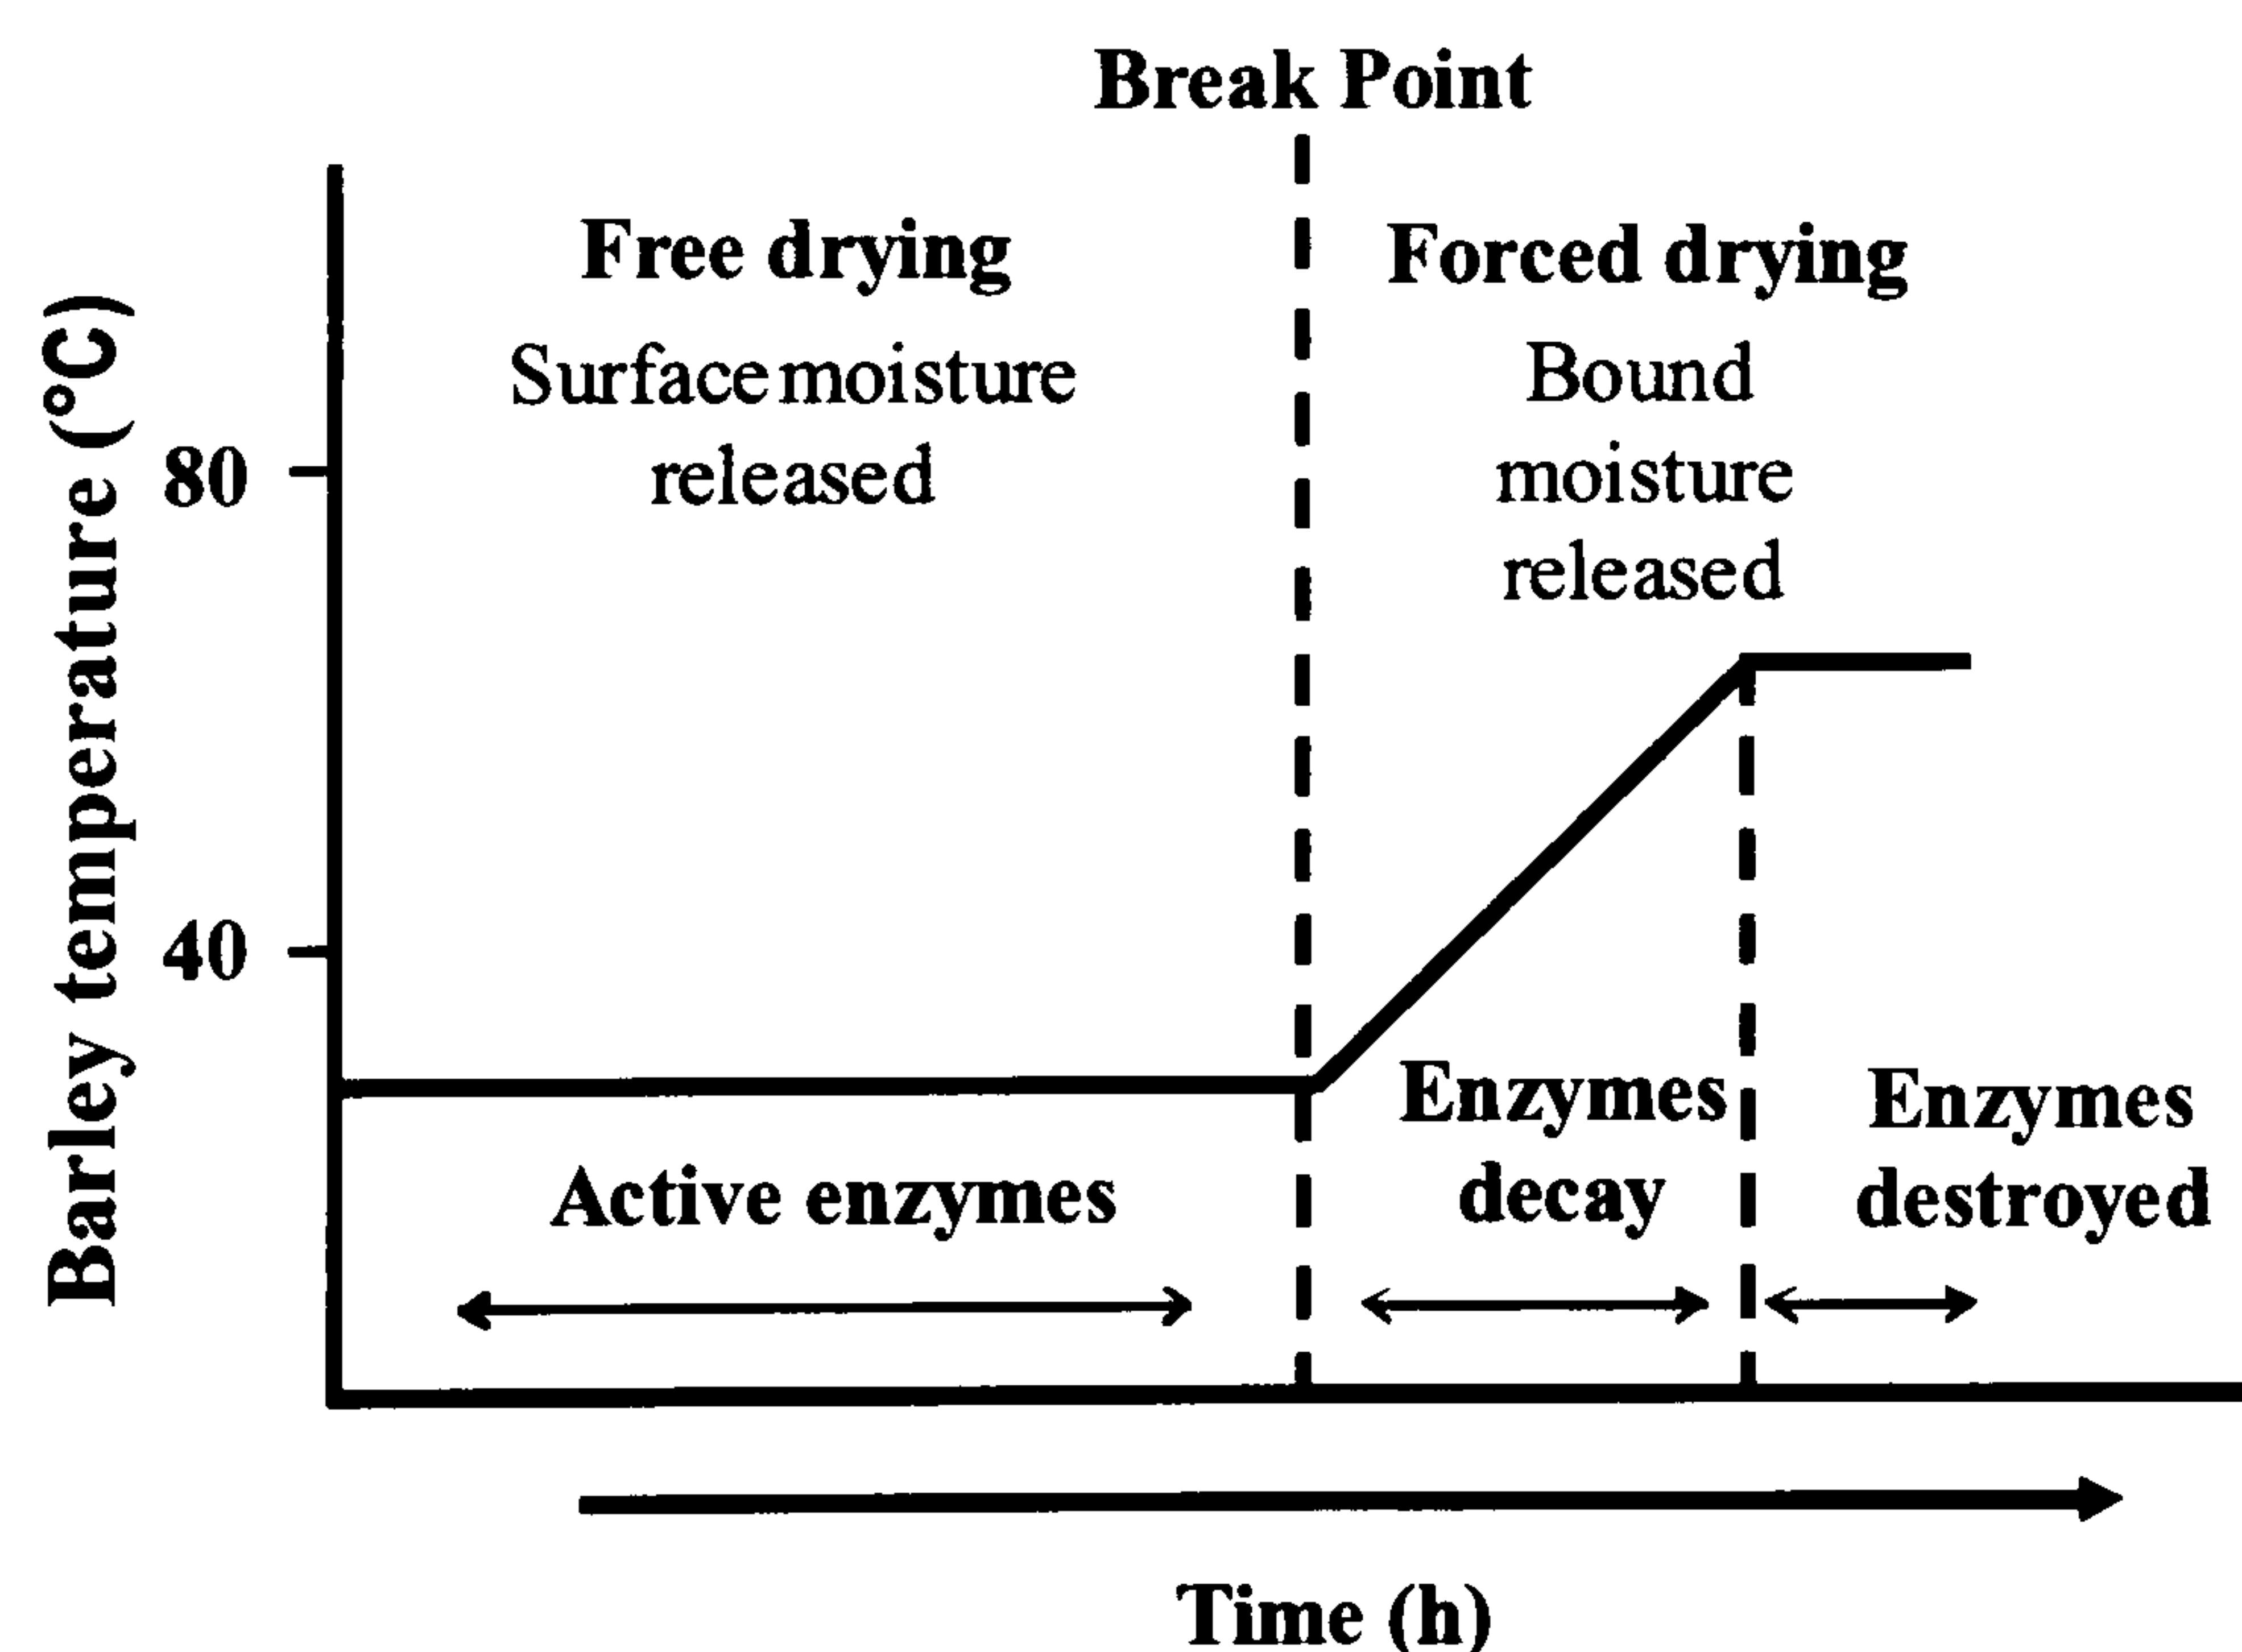 Break Point
Free drying
Surface moisture
released
Forced drying
Bound
moisture
released
Barley temperature (°C)
80
40
Active enzymes
Enzymes
decay
Enzymes
destroyed
Time (h)